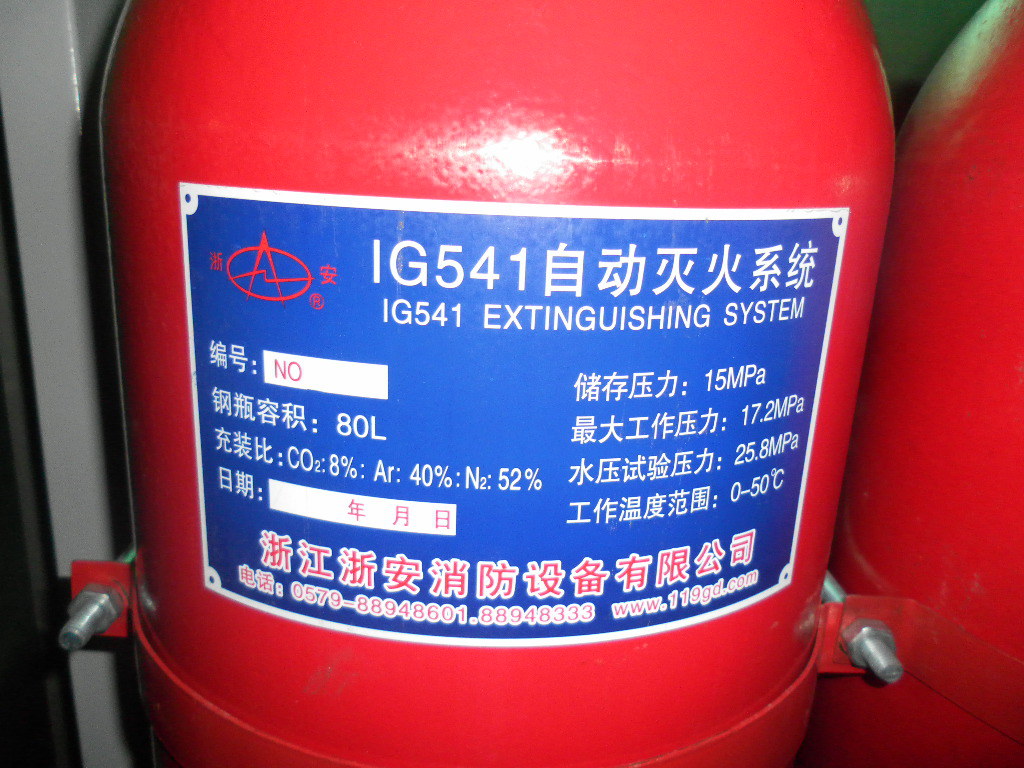 浙 安 ®
IG541自动灭火系统
IG541 EXTINGUISHING SYSTEM
编号: NO
钢瓶容积: 80L
充装比:CO₂:8%: Ar: 40%:N₂: 52%
日期: 年 月 日
储存压力: 15MPa
最大工作压力: 17.2MPa
水压试验压力: 25.8MPa
工作温度范围: 0-50℃
浙江浙安消防设备有限公司
电话: 0579-88948601.88948333 www.119gd.com